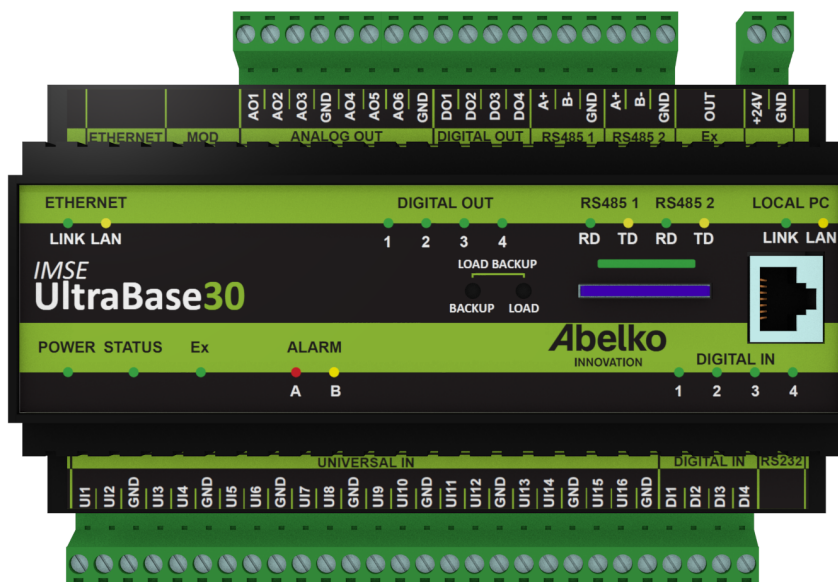 AO1 AO2 AO3 GND AO4 AO5 AO6 GND DO1 DO2 DO3 DO4 A+ B- GND A+ B- GND OUT +24V GND
ETHERNET MOD ANALOG OUT DIGITAL OUT RS485 1 RS485 2 Ex
ETHERNET DIGITAL OUT RS485 1 RS485 2 LOCAL PC
LINK LAN 1 2 3 4 RD TD RD TD LINK LAN
IMSE
UltraBase30
LOAD BACKUP
BACKUP LOAD
Abelko
INNOVATION
POWER STATUS Ex ALARM DIGITAL IN
A B 1 2 3 4
UNIVERSAL IN DIGITAL IN RS232
UI1 UI2 GND UI3 UI4 GND UI5 UI6 GND UI7 UI8 GND UI9 UI10 GND UI11 UI12 GND UI13 UI14 GND UI15 UI16 GND DI1 DI2 DI3 DI4